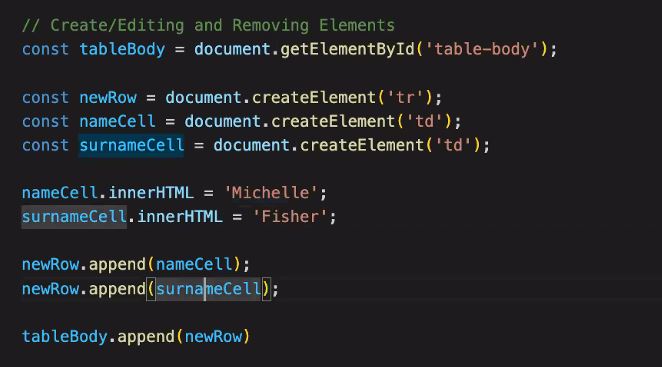 // Create/Editing and Removing Elements
const tableBody = document.getElementById('table-body');
const newRow = document.createElement('tr');
const nameCell = document.createElement('td');
const surnameCell = document.createElement('td');
nameCell.innerHTML = 'Michelle';
surnameCell.innerHTML = 'Fisher';
newRow.append(nameCell);
newRow.append(surnameCell);
tableBody.append(newRow)